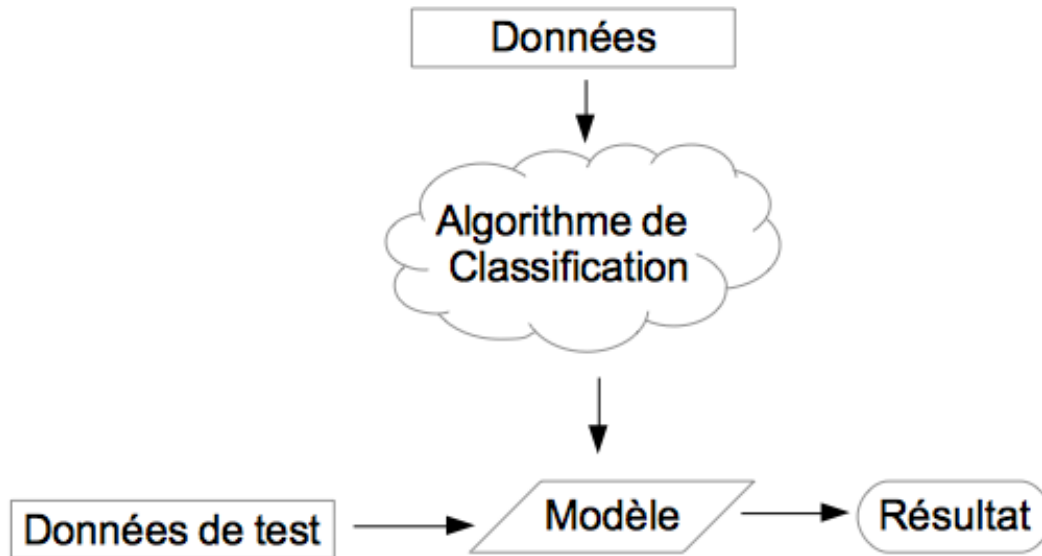 Données
Algorithme de
Classification
Données de test
Modèle
Résultat